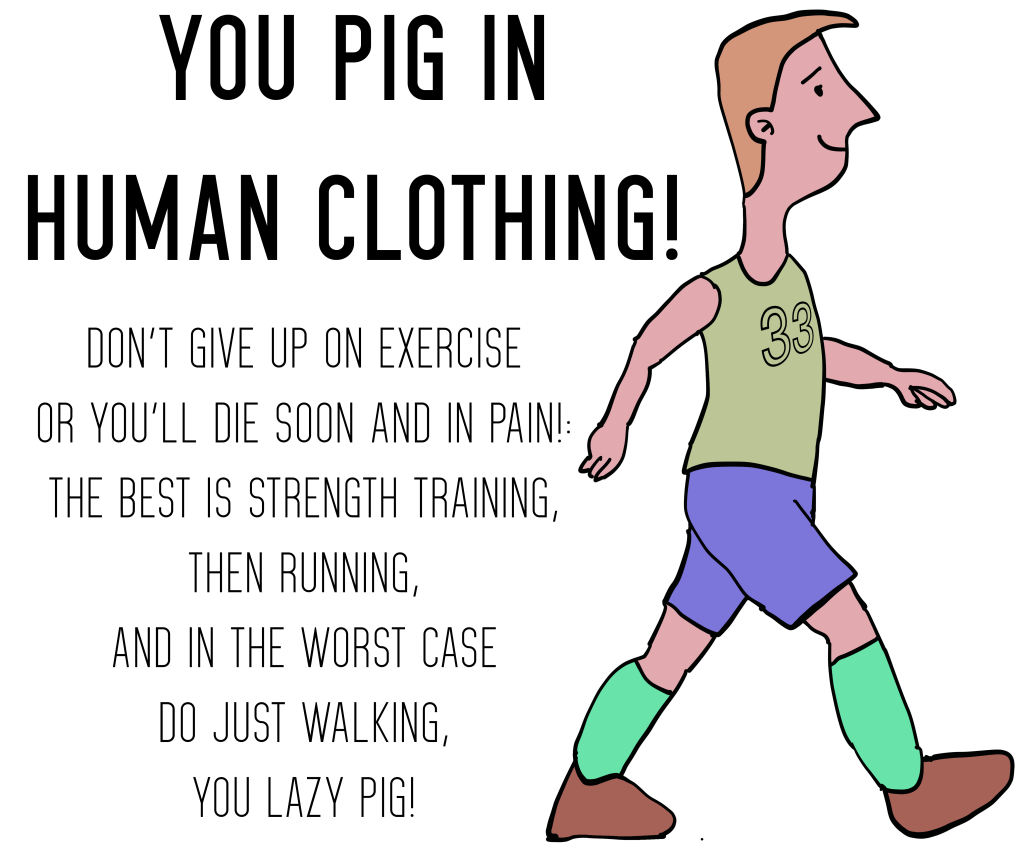 YOU PIG IN
HUMAN CLOTHING!
DON'T GIVE UP ON EXERCISE
OR YOU'LL DIE SOON AND IN PAIN!:
THE BEST IS STRENGTH TRAINING,
THEN RUNNING,
AND IN THE WORST CASE
DO JUST WALKING,
YOU LAZY PIG!
33